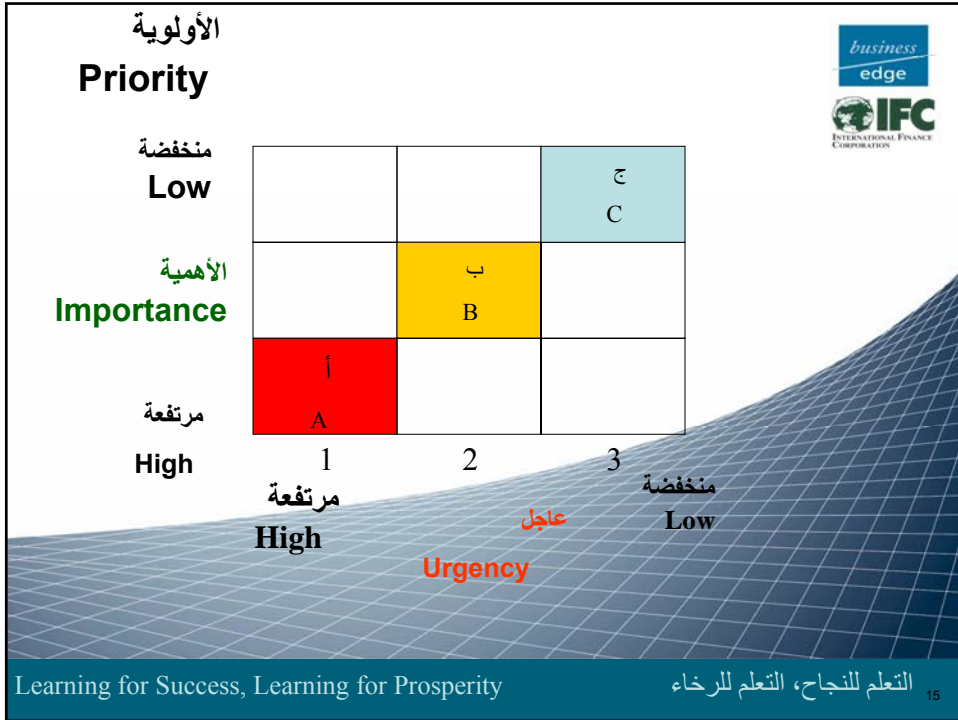 الأولوية
Priority
business
edge
IFC
INTERNATIONAL FINANCE
CORPORATION
منخفضة
Low
ج
C
الأهمية
Importance
ب
B
أ
A
مرتفعة
High
1 2 3
مرتفعة
High
عاجل
Urgency
منخفضة
Low
Learning for Success, Learning for Prosperity
التعلم للنجاح، التعلم للرخاء
15